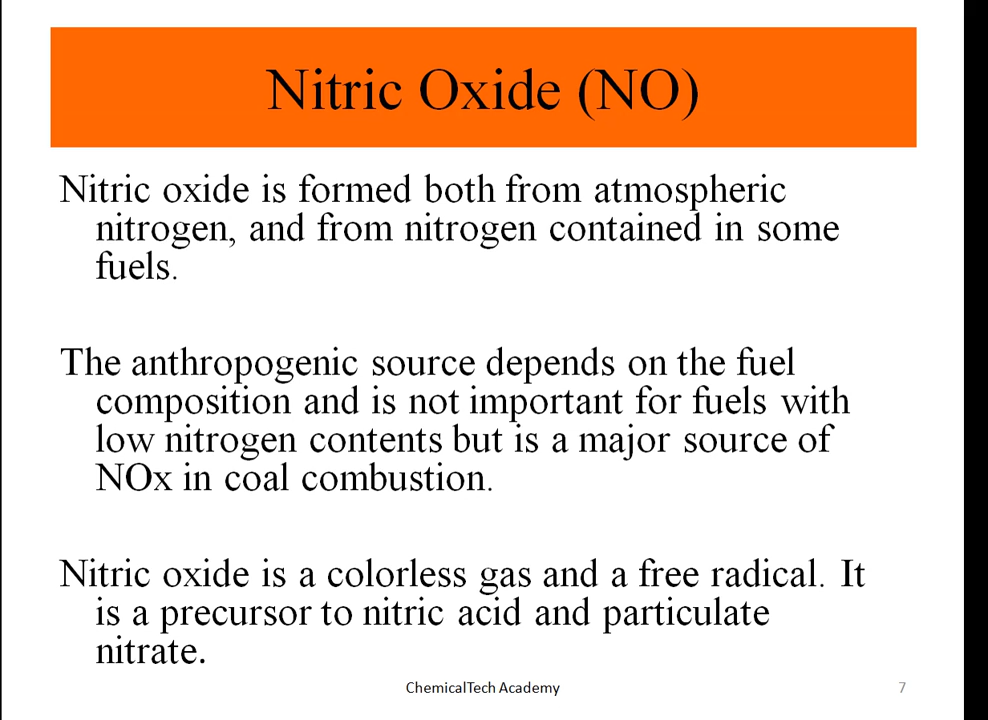 Nitric Oxide (NO)
Nitric oxide is formed both from atmospheric
nitrogen, and from nitrogen contained in some
fuels.
The anthropogenic source depends on the fuel
composition and is not important for fuels with
low nitrogen contents but is a major source of
NOx in coal combustion.
Nitric oxide is a colorless gas and a free radical. It
is a precursor to nitric acid and particulate
nitrate.
ChemicalTech Academy
7